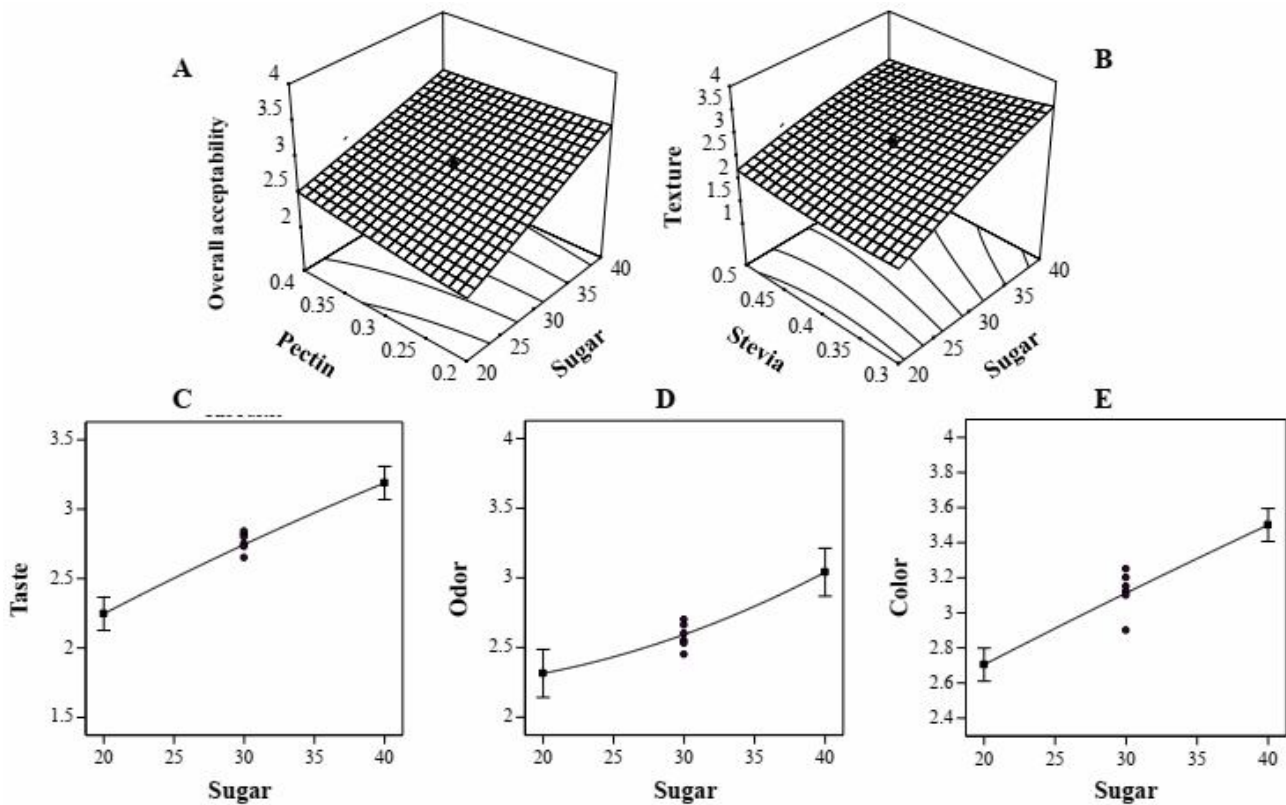 A
B
Overall acceptability
4
3.5
3
2.5
2
0.4
0.35
0.3
0.25
0.2
Pectin
20
25
30
35
40
Sugar
Texture
4
3.5
3
2.5
2
1.5
1
0.5
0.45
0.4
0.35
0.3
Stevia
20
25
30
35
40
Sugar
C
Taste
3.5
3
2.5
2
1.5
20 25 30 35 40
Sugar
D
Odor
4
3.5
3
2.5
2
20 25 30 35 40
Sugar
E
Color
4
3.8
3.6
3.4
3.2
3
2.8
2.6
2.4
20 25 30 35 40
Sugar